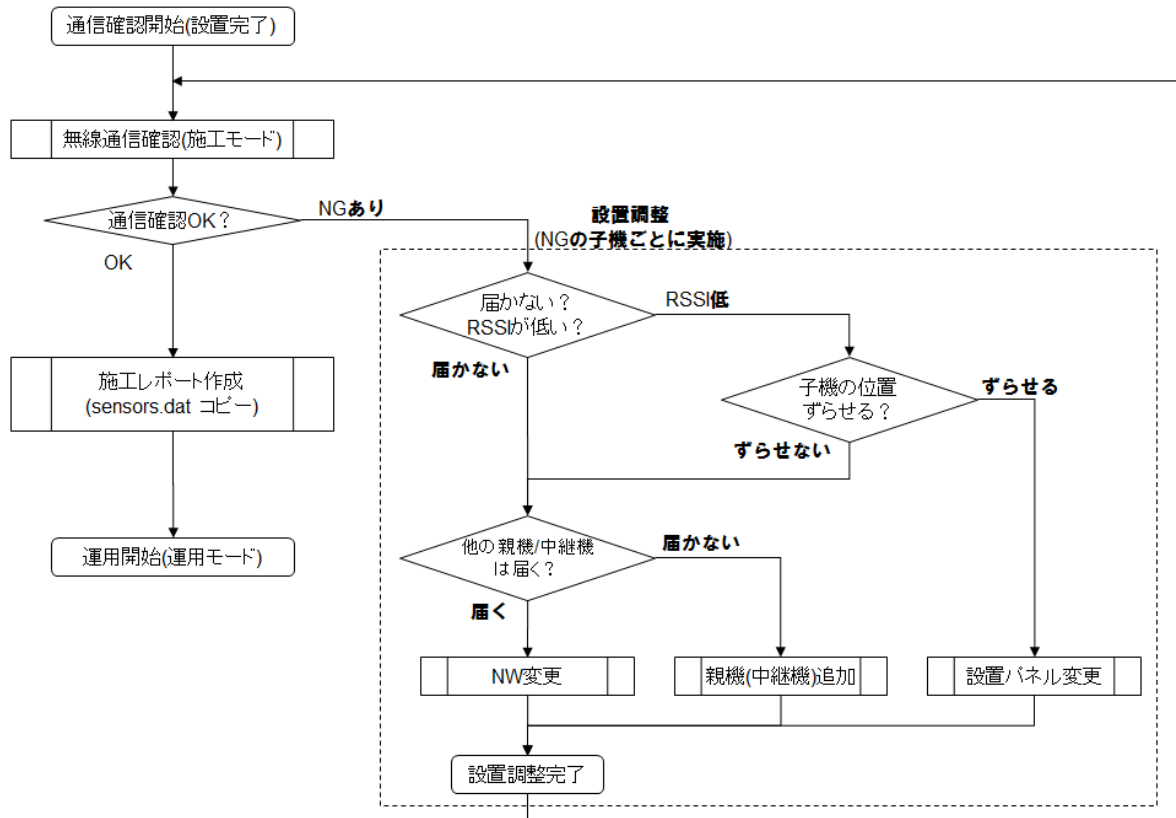 通信確認開始(設置完了)
無線通信確認(施工モード)
通信確認OK？
NGあり
OK
設置調整
(NGの子機ごとに実施)
届かない？
RSSIが低い？
RSSI低
届かない
施工レポート作成
(sensors.dat コピー)
子機の位置
ずらせる？
ずらせる
ずらせない
運用開始(運用モード)
他の親機/中継機
は届く？
届かない
届く
NW変更
親機(中継機)追加
設置パネル変更
設置調整完了